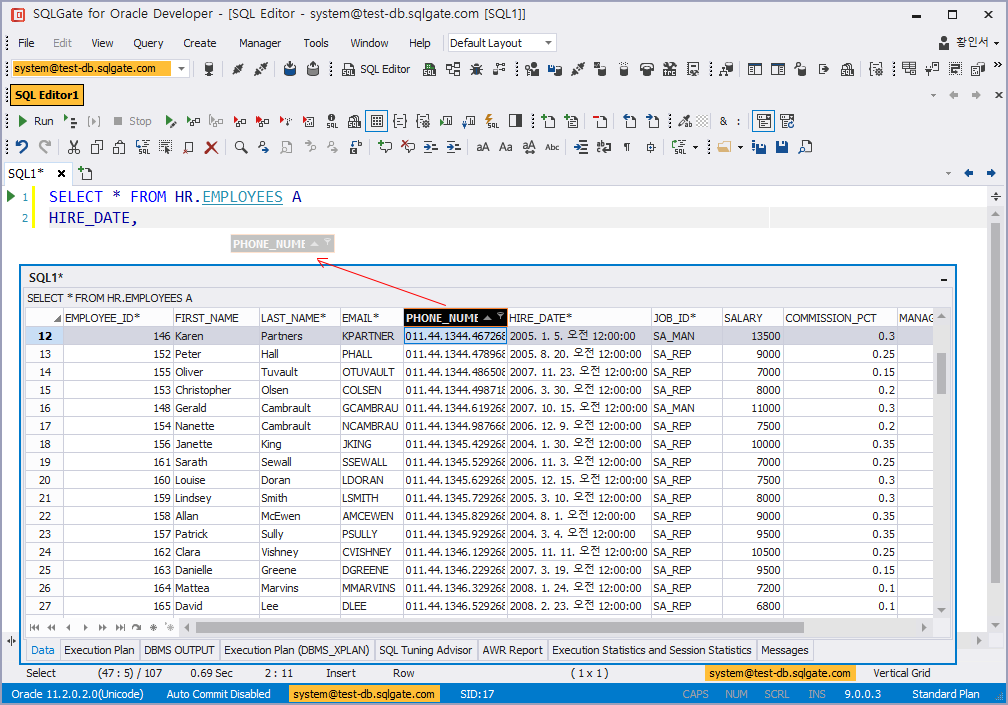 SQLGate for Oracle Developer - [SQL Editor - system@test-db.sqlgate.com [SQL1]]
File Edit View Query Create Manager Tools Window Help Default Layout 황인서
system@test-db.sqlgate.com SQL Editor
SQL Editor1
Run Stop
SQL1*
1 SELECT * FROM HR.EMPLOYEES A
2 HIRE_DATE,
PHONE_NUME
SQL1*
SELECT * FROM HR.EMPLOYEES A
EMPLOYEE_ID* FIRST_NAME LAST_NAME* EMAIL* PHONE_NUME HIRE_DATE* JOB_ID* SALARY COMMISSION_PCT MANAG
12 146 Karen Partners KPARTNER 011.44.1344.467268 2005. 1. 5. 오전 12:00:00 SA_MAN 13500 0.3
13 152 Peter Hall PHALL 011.44.1344.478968 2005. 8. 20. 오전 12:00:00 SA_REP 9000 0.25
14 155 Oliver Tuvault OTUVAULT 011.44.1344.486508 2007. 11. 23. 오전 12:00:00 SA_REP 7000 0.15
15 153 Christopher Olsen COLSEN 011.44.1344.498718 2006. 3. 30. 오전 12:00:00 SA_REP 8000 0.2
16 148 Gerald Cambrault GCAMBRAU 011.44.1344.619268 2007. 10. 15. 오전 12:00:00 SA_MAN 11000 0.3
17 154 Nanette Cambrault NCAMBRAU 011.44.1344.987668 2006. 12. 9. 오전 12:00:00 SA_REP 7500 0.2
18 156 Janette King JKING 011.44.1345.429268 2004. 1. 30. 오전 12:00:00 SA_REP 10000 0.35
19 161 Sarath Sewall SSEWALL 011.44.1345.529268 2006. 11. 3. 오전 12:00:00 SA_REP 7000 0.25
20 160 Louise Doran LDORAN 011.44.1345.629268 2005. 12. 15. 오전 12:00:00 SA_REP 7500 0.3
21 159 Lindsey Smith LSMITH 011.44.1345.729268 2005. 3. 10. 오전 12:00:00 SA_REP 8000 0.3
22 158 Allan McEwen AMCEWEN 011.44.1345.829268 2004. 8. 1. 오전 12:00:00 SA_REP 9000 0.35
23 157 Patrick Sully PSULLY 011.44.1345.929268 2004. 3. 4. 오전 12:00:00 SA_REP 9500 0.35
24 162 Clara Vishney CVISHNEY 011.44.1346.129268 2005. 11. 11. 오전 12:00:00 SA_REP 10500 0.25
25 163 Danielle Greene DGREENE 011.44.1346.229268 2007. 3. 19. 오전 12:00:00 SA_REP 9500 0.15
26 164 Mattea Marvins MMARVINS 011.44.1346.329268 2008. 1. 24. 오전 12:00:00 SA_REP 7200 0.1
27 165 David Lee DLEE 011.44.1346.529268 2008. 2. 23. 오전 12:00:00 SA_REP 6800 0.1
Data Execution Plan DBMS OUTPUT Execution Plan (DBMS_XPLAN) SQL Tuning Advisor AWR Report Execution Statistics and Session Statistics Messages
Select (47 : 5) / 107 0.69 Sec 2 : 11 Insert Row ( 1 x 1 ) system@test-db.sqlgate.com Vertical Grid
Oracle 11.2.0.2.0(Unicode) Auto Commit Disabled system@test-db.sqlgate.com SID:17 CAPS NUM SCRL INS 9.0.0.3 Standard Plan